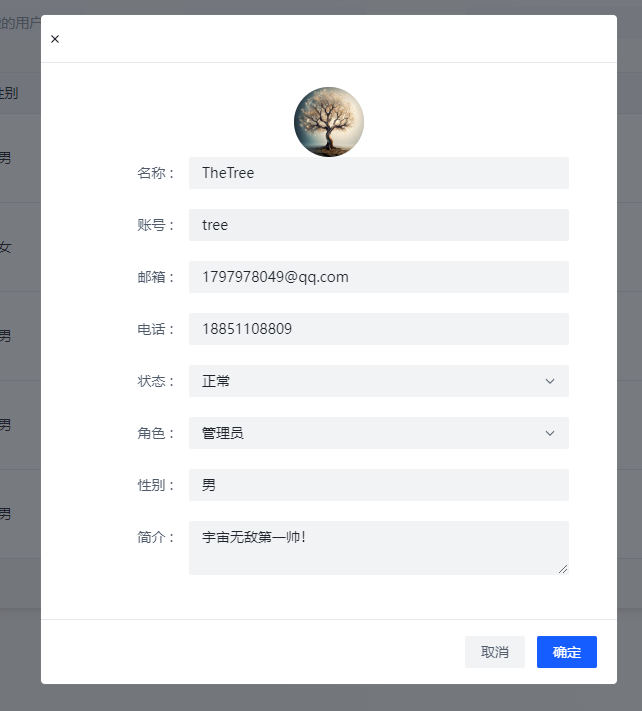 的用户
×
性别
男
女
男
男
男
名称：
TheTree
账号：
tree
邮箱：
1797978049@qq.com
电话：
18851108809
状态：
正常
角色：
管理员
性别：
男
简介：
宇宙无敌第一帅！
取消
确定